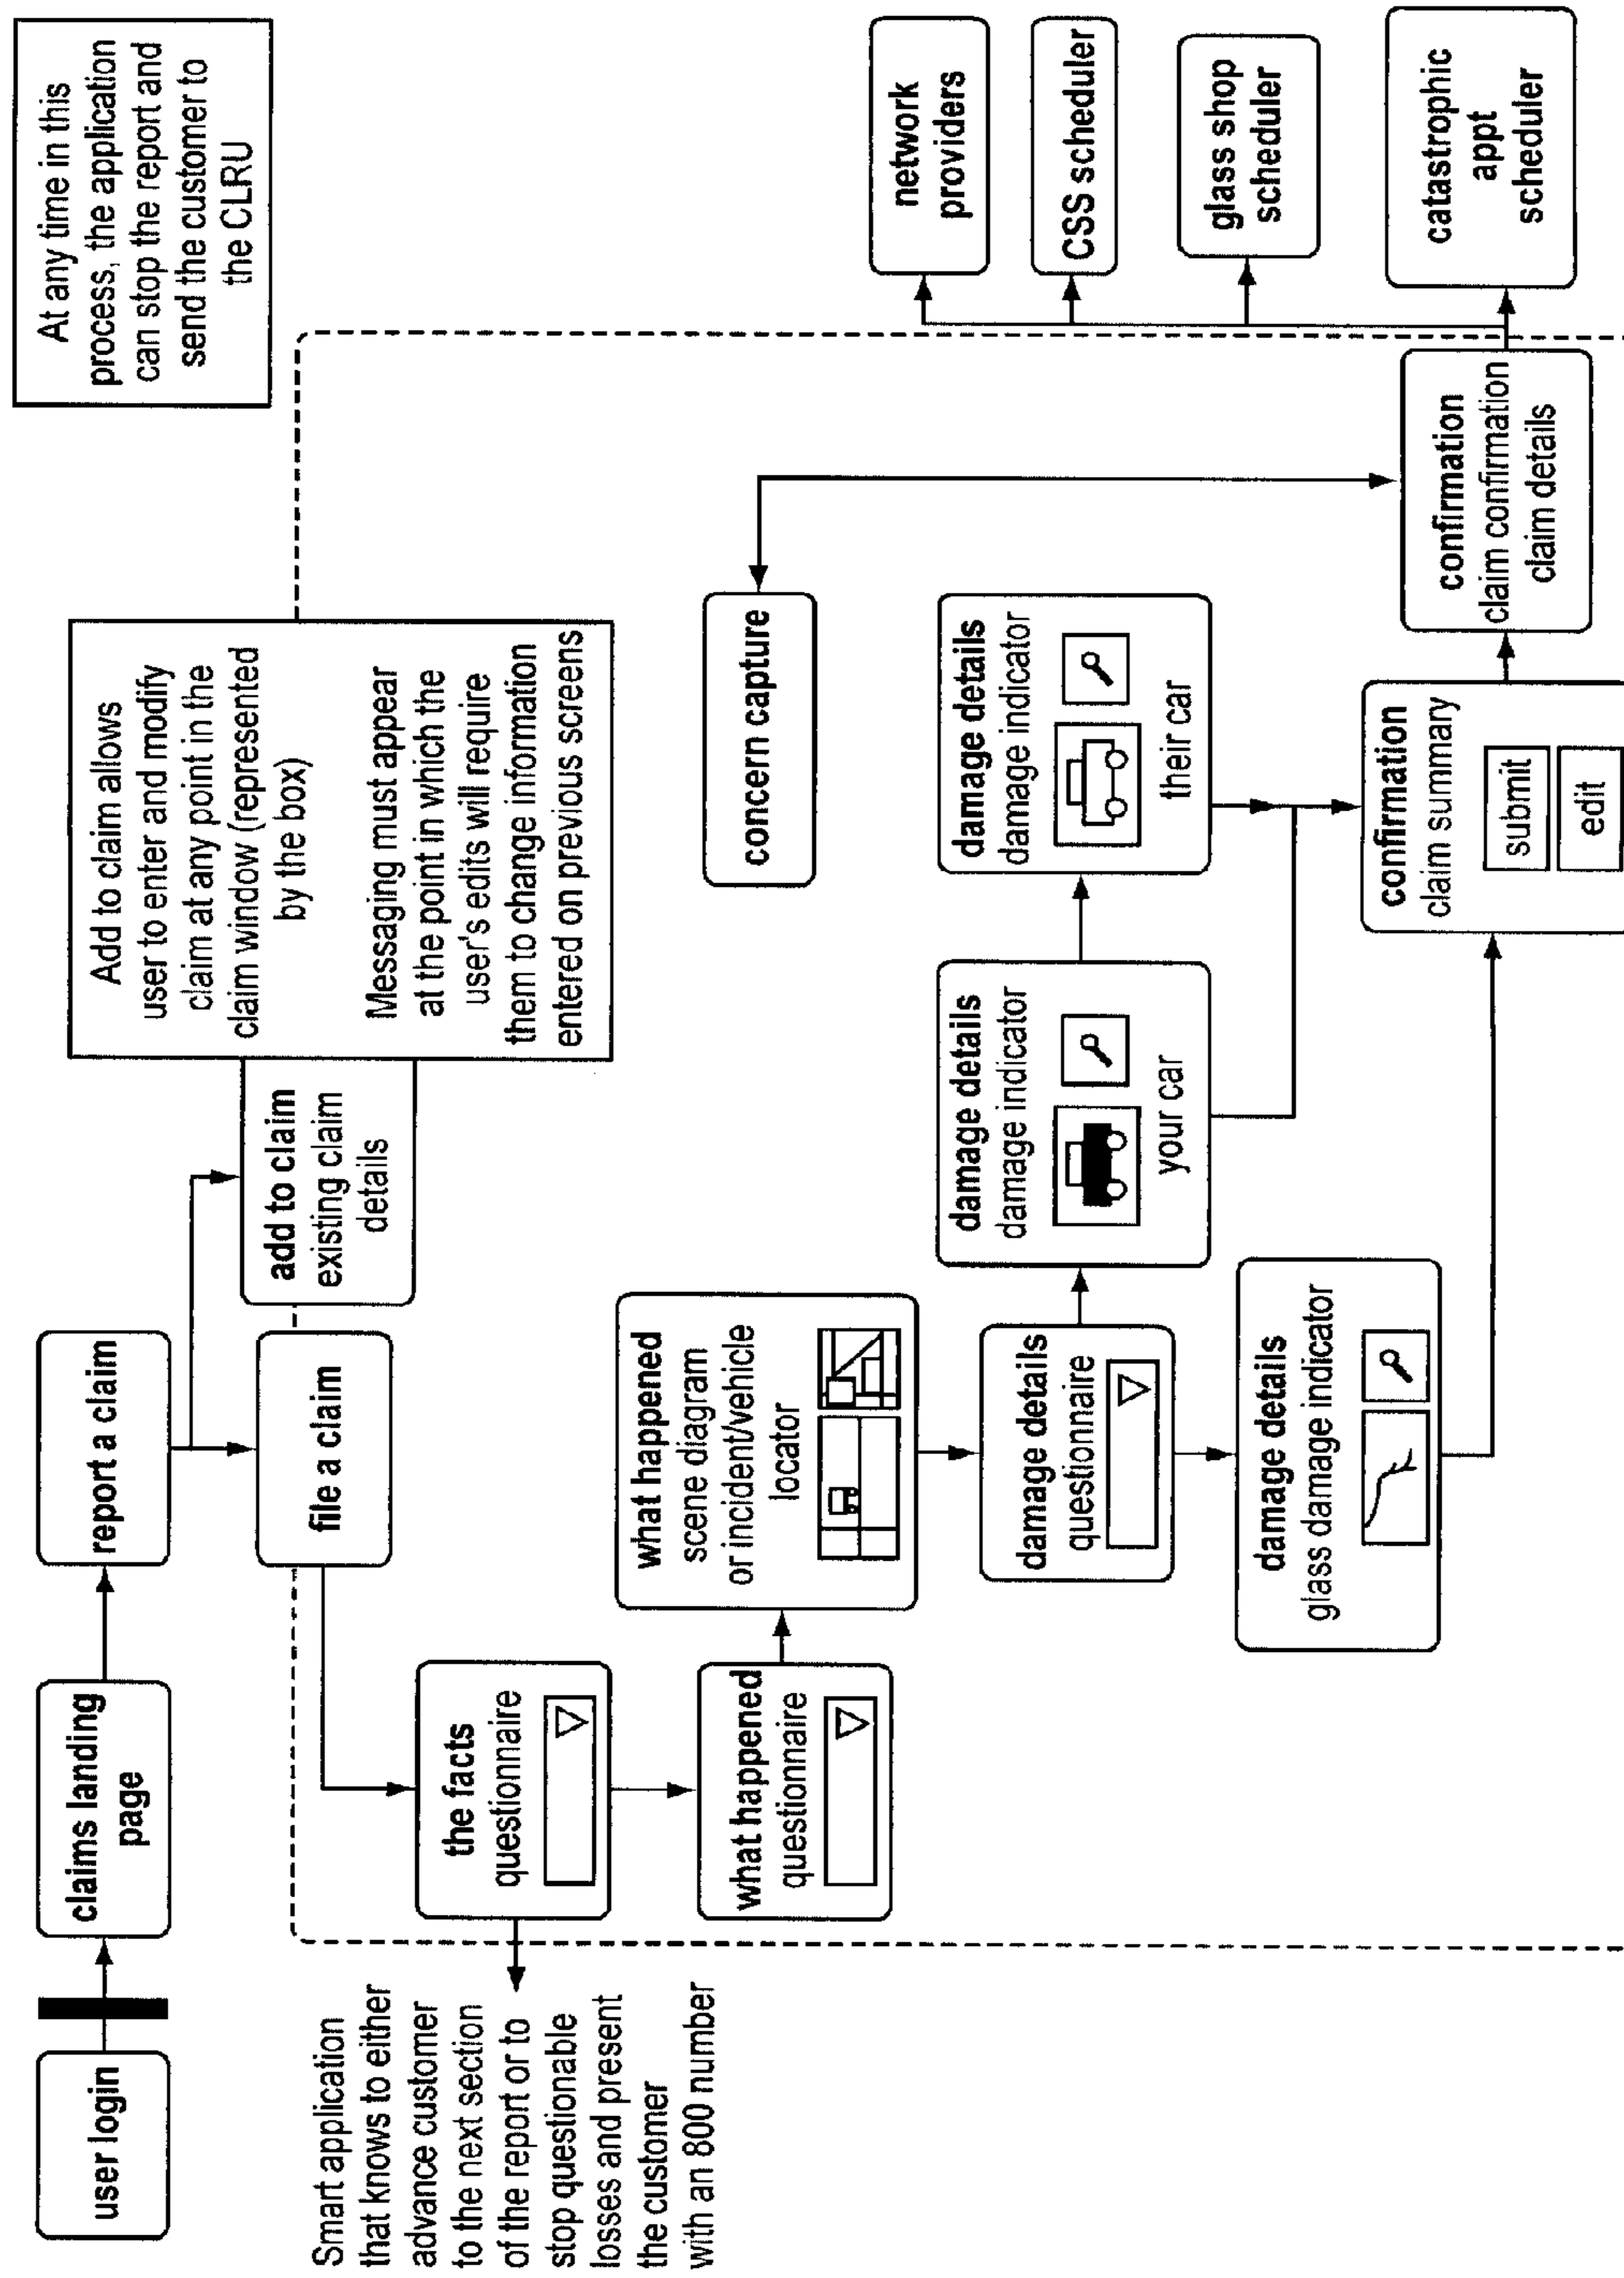 user login
claims landing
page
report a claim
At any time in this
process, the application
can stop the report and
send the customer to
the CLRU
file a claim
add to claim
existing claim
details
Add to claim allows
user to enter and modify
claim at any point in the
claim window (represented
by the box)
Messaging must appear
at the point in which the
user's edits will require
them to change information
entered on previous screens
Smart application
that knows to either
advance customer
to the next section
of the report or to
stop questionable
losses and present
the customer
with an 800 number
the facts
questionnaire
what happened
questionnaire
what happened
scene diagram
or incident/vehicle
locator
damage details
questionnaire
damage details
damage indicator
your car
damage details
damage indicator
their car
damage details
glass damage indicator
concern capture
confirmation
claim summary
submit
edit
confirmation
claim confirmation
claim details
network
providers
CSS scheduler
glass shop
scheduler
catastrophic
appt
scheduler